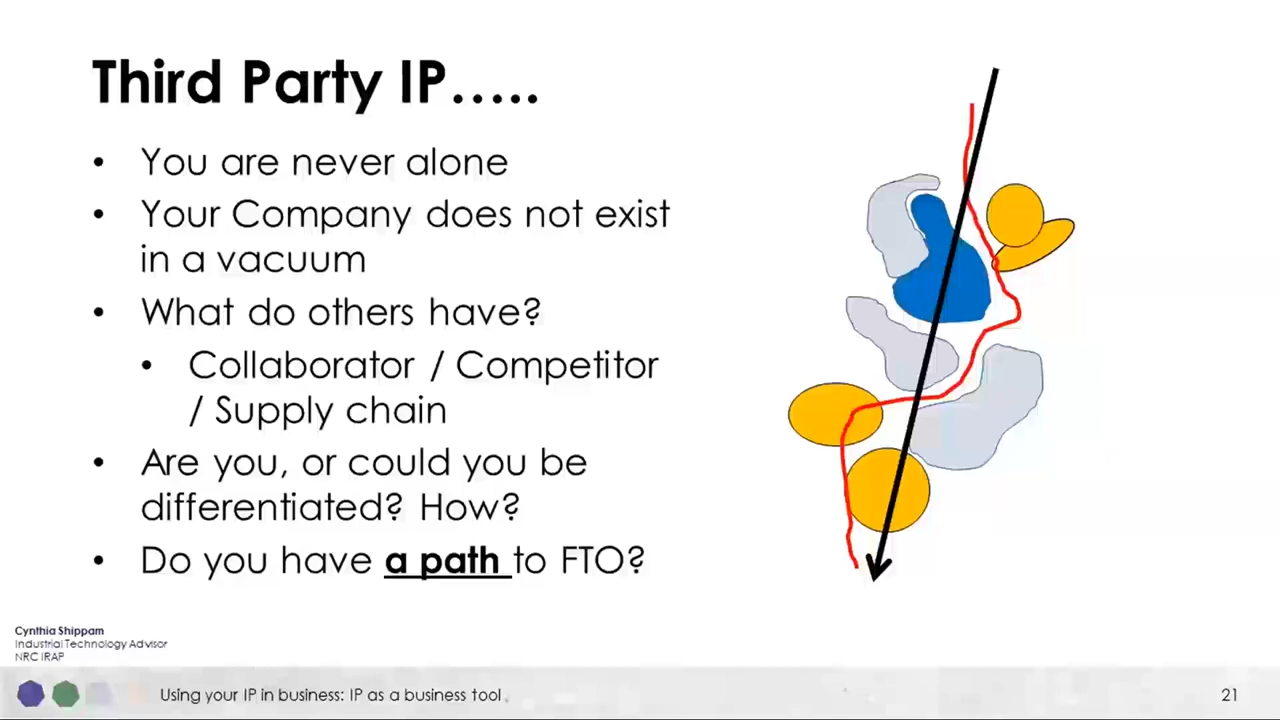 Third Party IP.....
• You are never alone
• Your Company does not exist
in a vacuum
• What do others have?
• Collaborator / Competitor
/ Supply chain
• Are you, or could you be
differentiated? How?
• Do you have a path to FTO?
Cynthia Shippam
Industrial Technology Advisor
NRC IRAP
Using your IP in business: IP as a business tool .
21